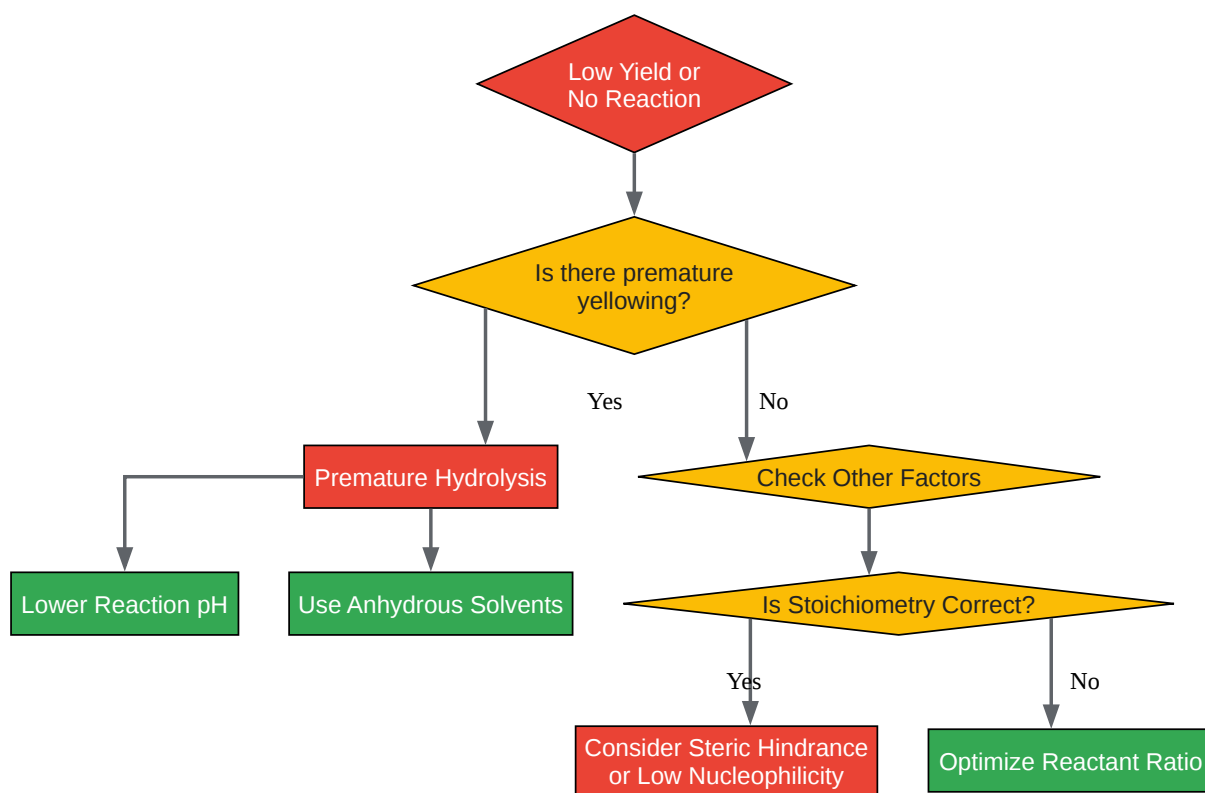 Low Yield or
No Reaction
Is there premature
yellowing?
Yes
No
Premature Hydrolysis
Check Other Factors
Lower Reaction pH
Use Anhydrous Solvents
Is Stoichiometry Correct?
Yes
No
Consider Steric Hindrance
or Low Nucleophilicity
Optimize Reactant Ratio